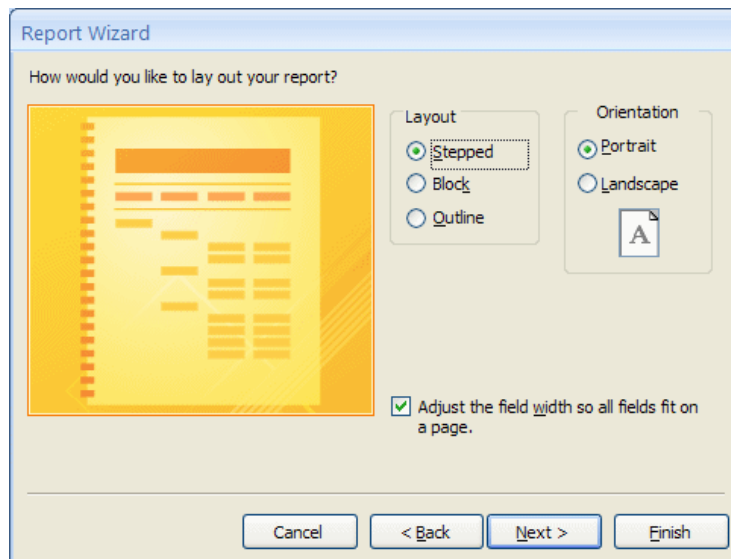 Report Wizard
How would you like to lay out your report?
Layout
Stepped
Block
Outline
Orientation
Portrait
Landscape
A
Adjust the field width so all fields fit on
a page.
Cancel
< Back
Next >
Finish